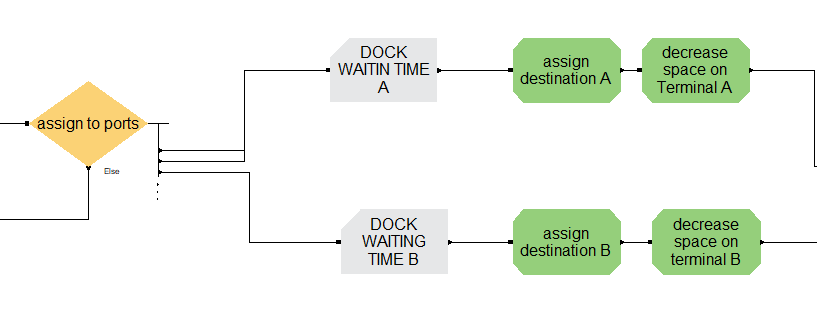 DOCK
WAITIN TIME
A
assign
destination A
decrease
space on
Terminal A
assign to ports
Else
DOCK
WAITING
TIME B
assign
destination B
decrease
space on
terminal B